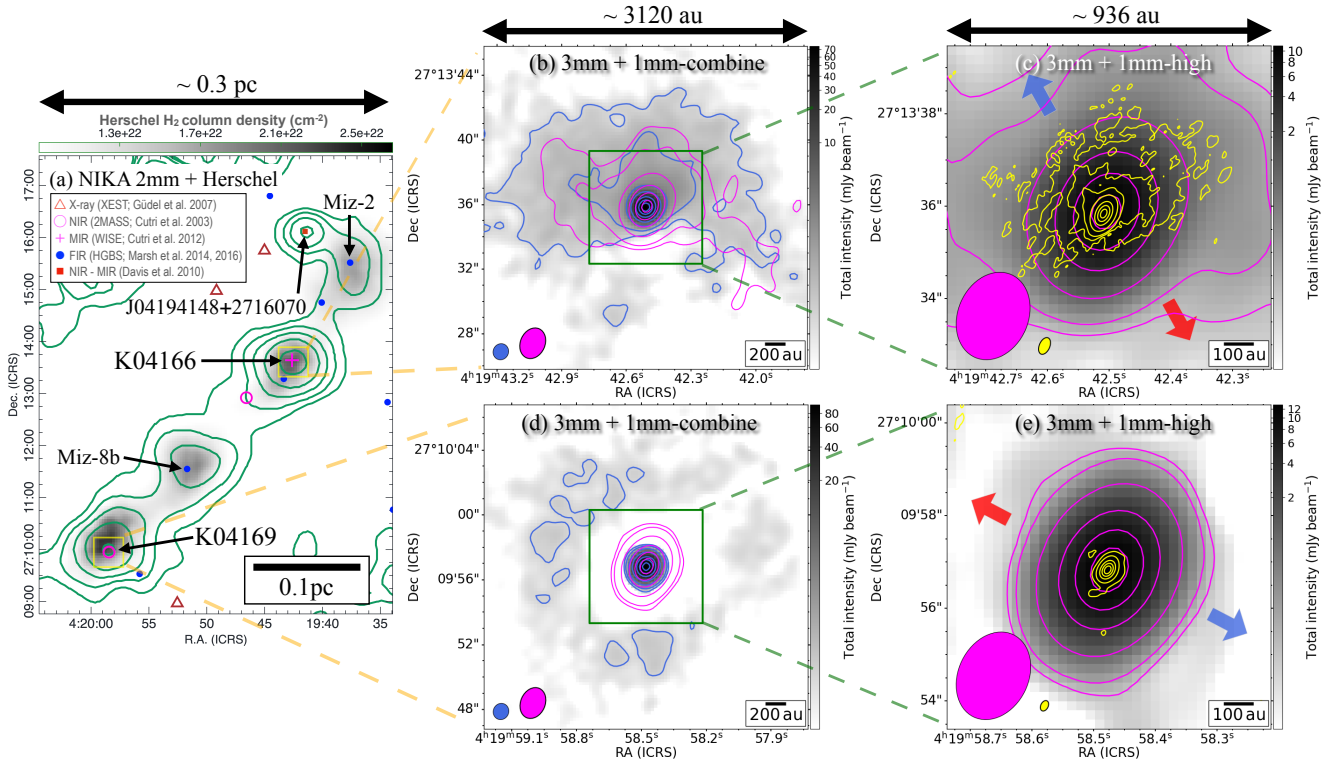 ~ 0.3 pc
Herschel H₂ column density (cm⁻²)
1.3e+22 1.7e+22 2.1e+22 2.5e+22
(a) NIKA 2mm + Herschel
X-ray (XEST; Güdel et al. 2007)
NIR (2MASS; Cutri et al. 2003)
MIR (WISE; Cutri et al. 2012)
FIR (HGBS; Marsh et al. 2014, 2016)
NIR - MIR (Davis et al. 2010)
Miz-2
J04194148+2716070
K04166
Miz-8b
K04169
0.1pc
17:00
16:00
15:00
14:00
13:00
12:00
11:00
27:10:00
09:00
Dec. (ICRS)
4:20:00 55 50 45 19:40 35
R.A. (ICRS)
~ 3120 au
(b) 3mm + 1mm-combine
27°13'44"
40"
36"
32"
28"
Dec (ICRS)
200 au
4ʰ19ᵐ43.2ˢ 42.9ˢ 42.6ˢ 42.3ˢ 42.0ˢ
RA (ICRS)
70
60
50
40
30
20
10
Total intensity (mJy beam⁻¹)
~ 936 au
(c) 3mm + 1mm-high
27°13'38"
36"
34"
Dec (ICRS)
100 au
4ʰ19ᵐ42.7ˢ 42.6ˢ 42.5ˢ 42.4ˢ 42.3ˢ
RA (ICRS)
10
8
6
4
2
Total intensity (mJy beam⁻¹)
(d) 3mm + 1mm-combine
27°10'04"
00"
09'56"
52"
48"
Dec (ICRS)
200 au
4ʰ19ᵐ59.1ˢ 58.8ˢ 58.5ˢ 58.2ˢ 57.9ˢ
RA (ICRS)
80
60
40
20
Total intensity (mJy beam⁻¹)
(e) 3mm + 1mm-high
27°10'00"
09'58"
56"
54"
Dec (ICRS)
100 au
4ʰ19ᵐ58.7ˢ 58.6ˢ 58.5ˢ 58.4ˢ 58.3ˢ
RA (ICRS)
12
10
8
6
4
2
Total intensity (mJy beam⁻¹)